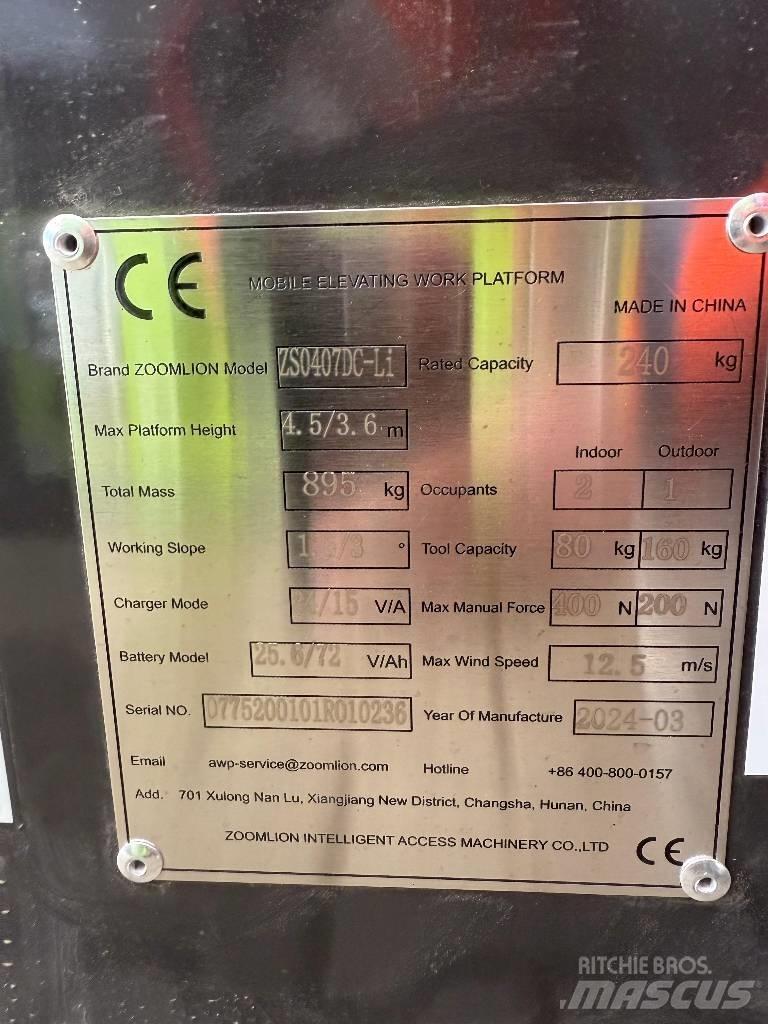 CE MOBILE ELEVATING WORK PLATFORM
MADE IN CHINA
Brand ZOOMLION Model ZS0407DC-Li Rated Capacity 240 kg
Max Platform Height 4.5/3.6 m
Indoor Outdoor
Total Mass 895 kg Occupants 2 1
Working Slope ° Tool Capacity 80 kg 160 kg
Charger Mode V/A Max Manual Force 400 N 200 N
Battery Model 25.6/72 V/Ah Max Wind Speed 12.5 m/s
Serial NO. 0775200101R010236 Year Of Manufacture 2024-03
Email awp-service@zoomlion.com Hotline +86 400-800-0157
Add. 701 Xulong Nan Lu, Xiangjiang New District, Changsha, Hunan, China
ZOOMLION INTELLIGENT ACCESS MACHINERY CO.,LTD CE
RITCHIE BROS.
MASCUS